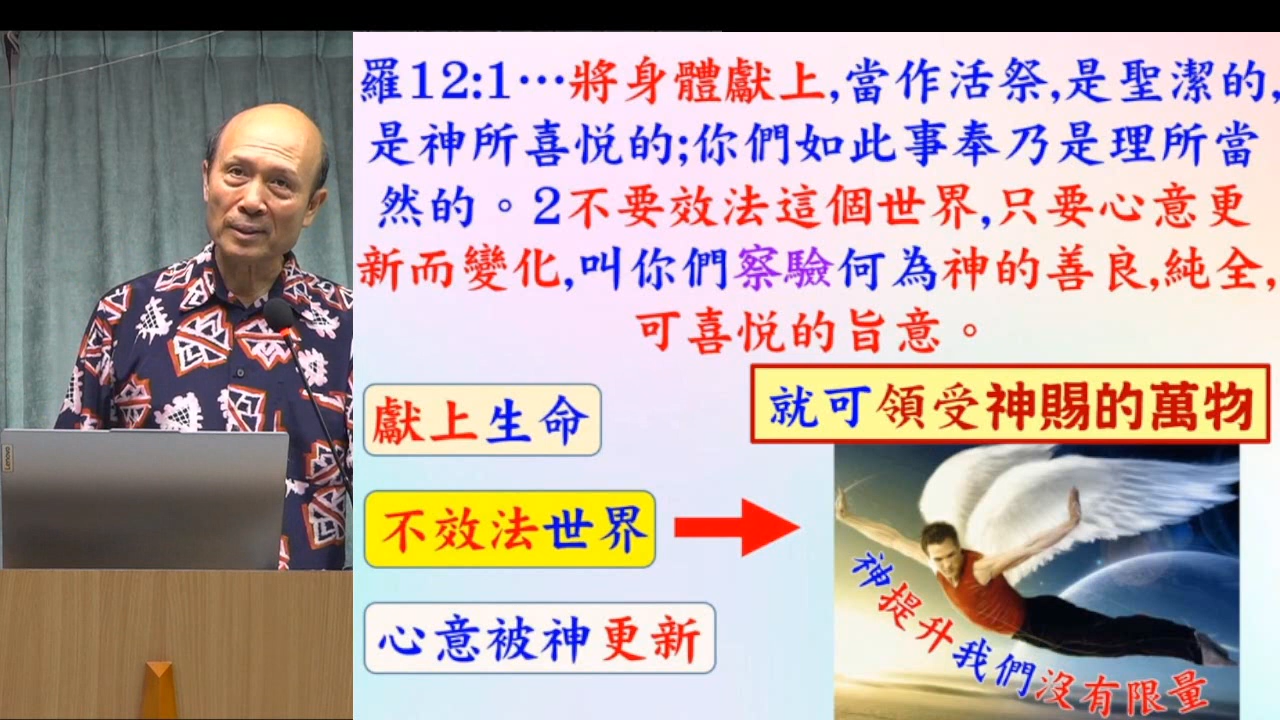 羅12:1…將身體獻上,當作活祭,是聖潔的,
是神所喜悅的;你們如此事奉乃是理所當
然的。2不要效法這個世界,只要心意更
新而變化,叫你們察驗何為神的善良,純全,
可喜悅的旨意。
獻上生命
就可領受神賜的萬物
不效法世界
心意被神更新
神提升我們沒有限量
Lenovo